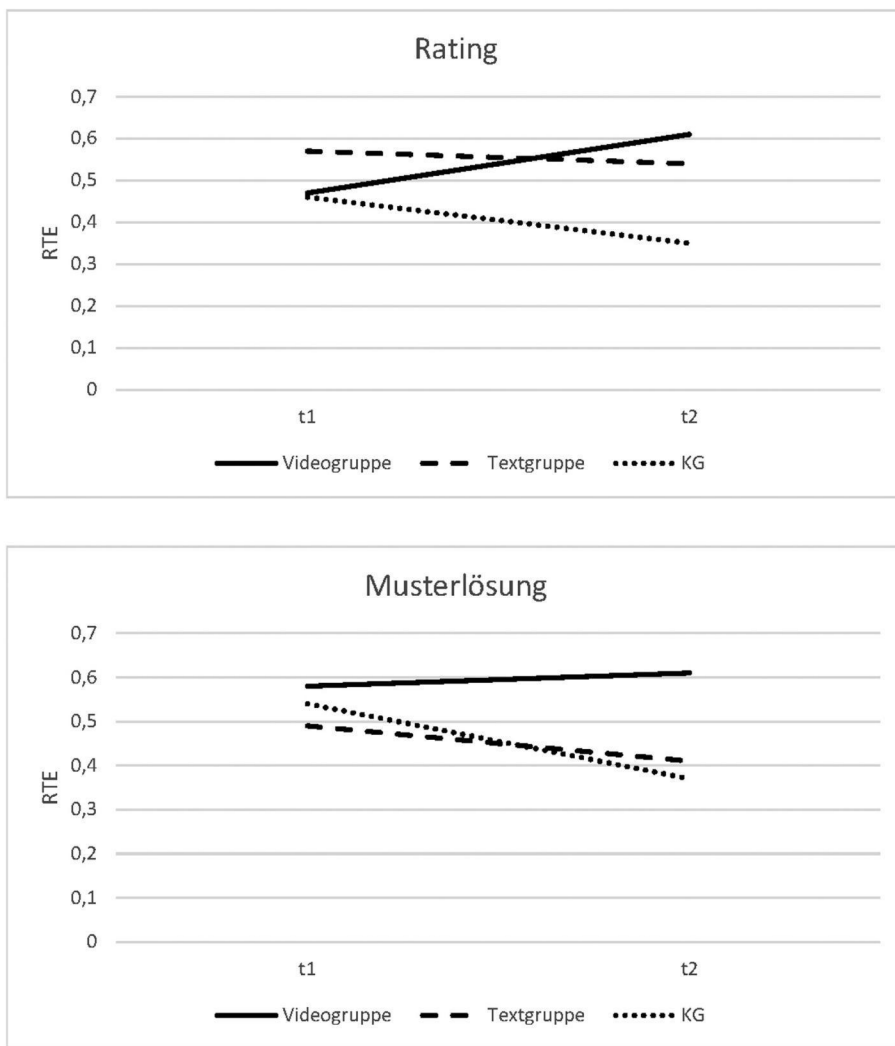 Rating
0,7
0,6
0,5
0,4
0,3
0,2
0,1
0
RTE
t1 t2
Videogruppe Textgruppe KG
Musterlösung
0,7
0,6
0,5
0,4
0,3
0,2
0,1
0
RTE
t1 t2
Videogruppe Textgruppe KG